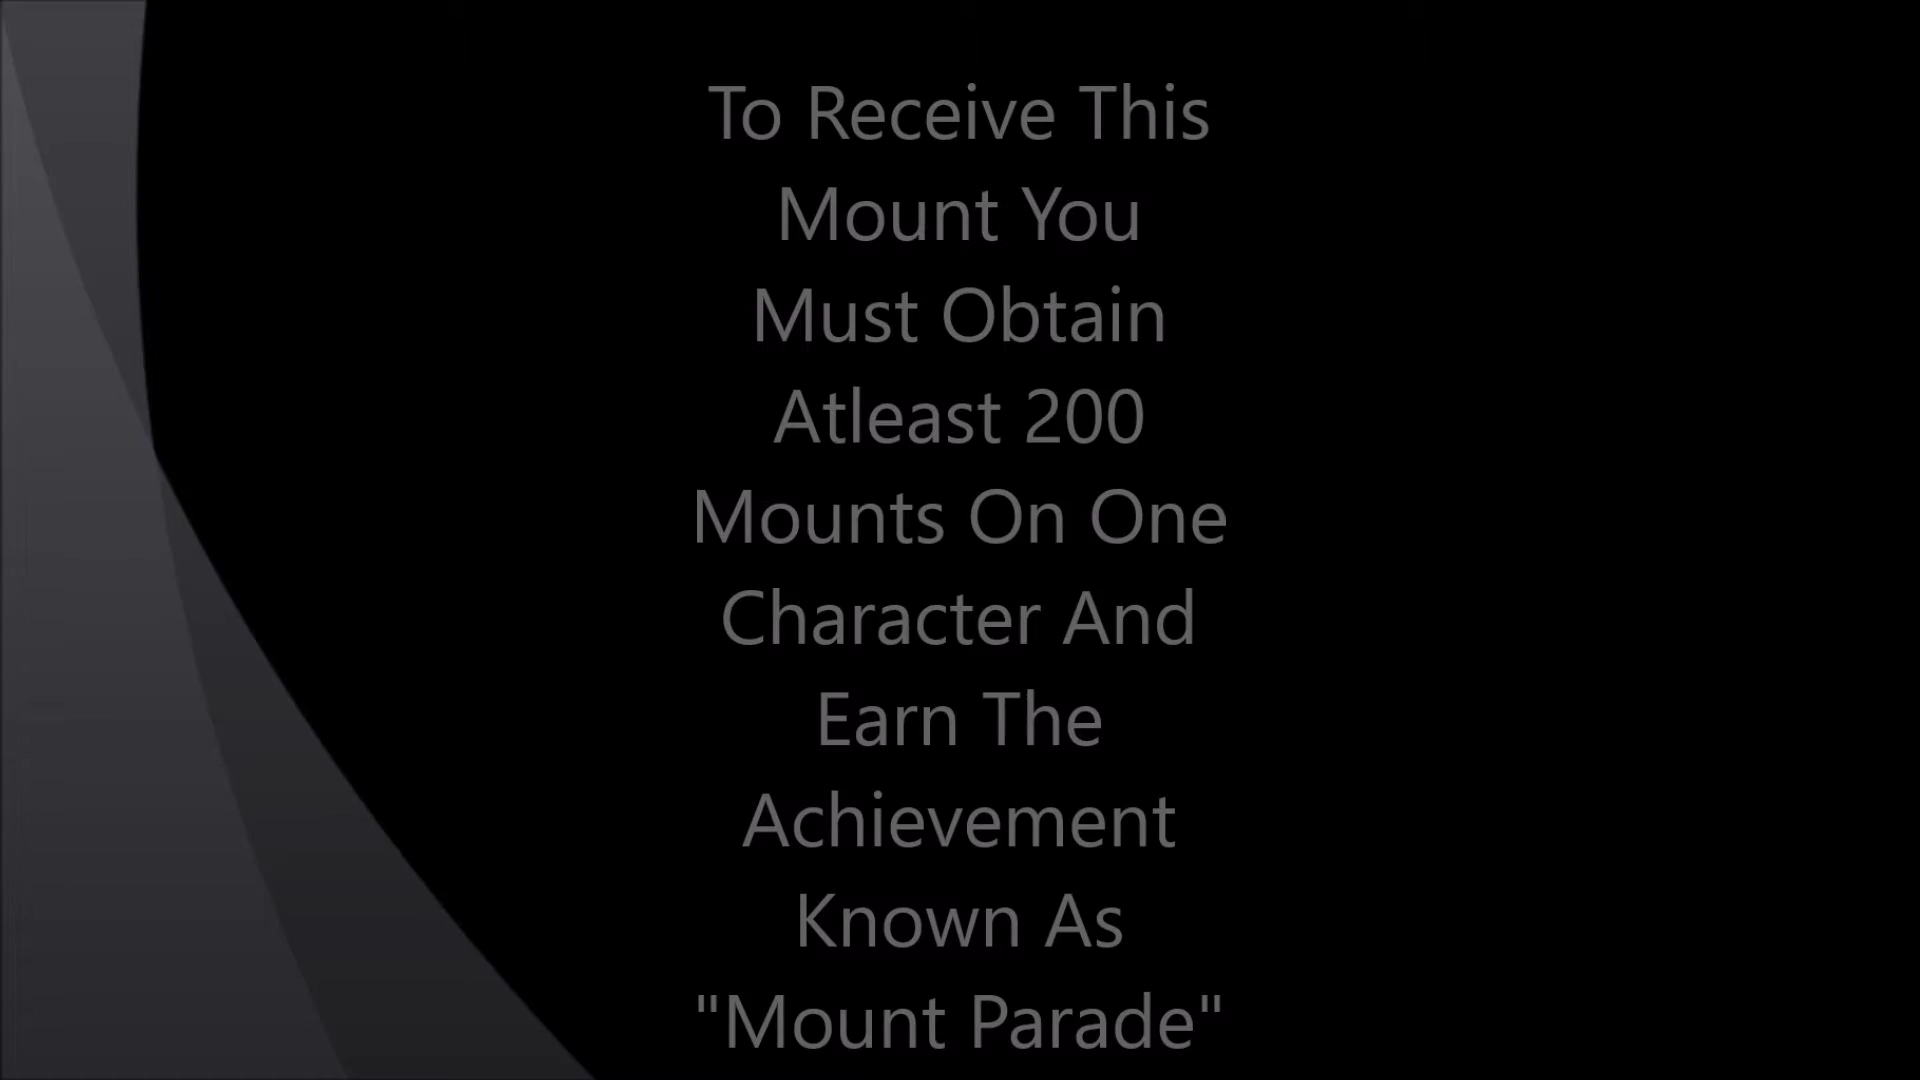 To Receive This
Mount You
Must Obtain
Atleast 200
Mounts On One
Character And
Earn The
Achievement
Known As
"Mount Parade"